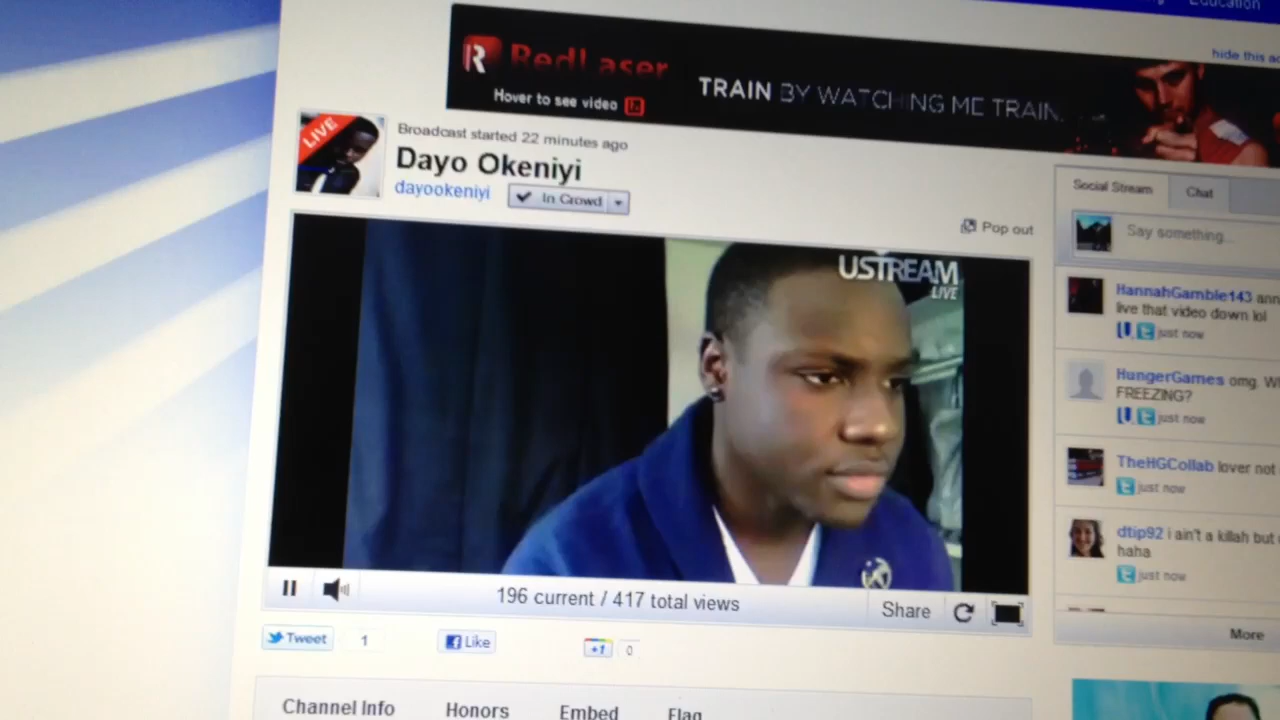 Education
hide this
RedLaser
Hover to see video
TRAIN BY WATCHING ME TRAIN.
LIVE
Broadcast started 22 minutes ago
Dayo Okeniyi
dayookeniyi
In Crowd
Pop out
USTREAM
LIVE
196 current / 417 total views
Share
Tweet
1
Like
+1
0
Channel Info
Honors
Embed
Flag
Social Stream
Chat
Say something...
HannahGamble143 ann
live that video down lol
just now
HungerGames omg. W
FREEZING?
just now
TheHGCollab lover not
just now
dtip92 i ain't a killah but
haha
just now
More